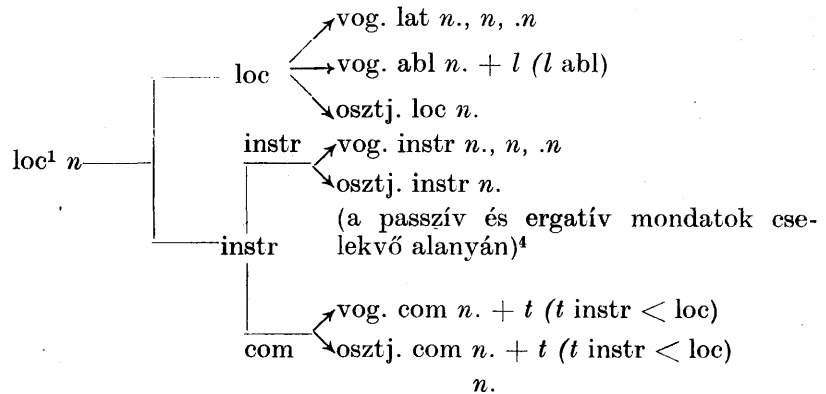 vog. lat n., n, .n
loc vog. abl n. + l (l abl)
osztj. loc n.
instr vog. instr n., n, .n
loc¹ n
osztj. instr n.
(a passzív és ergatív mondatok cse-
instr lekvő alanyán)⁴
vog. com n. + t (t instr < loc)
com osztj. com n. + t (t instr < loc)
n.